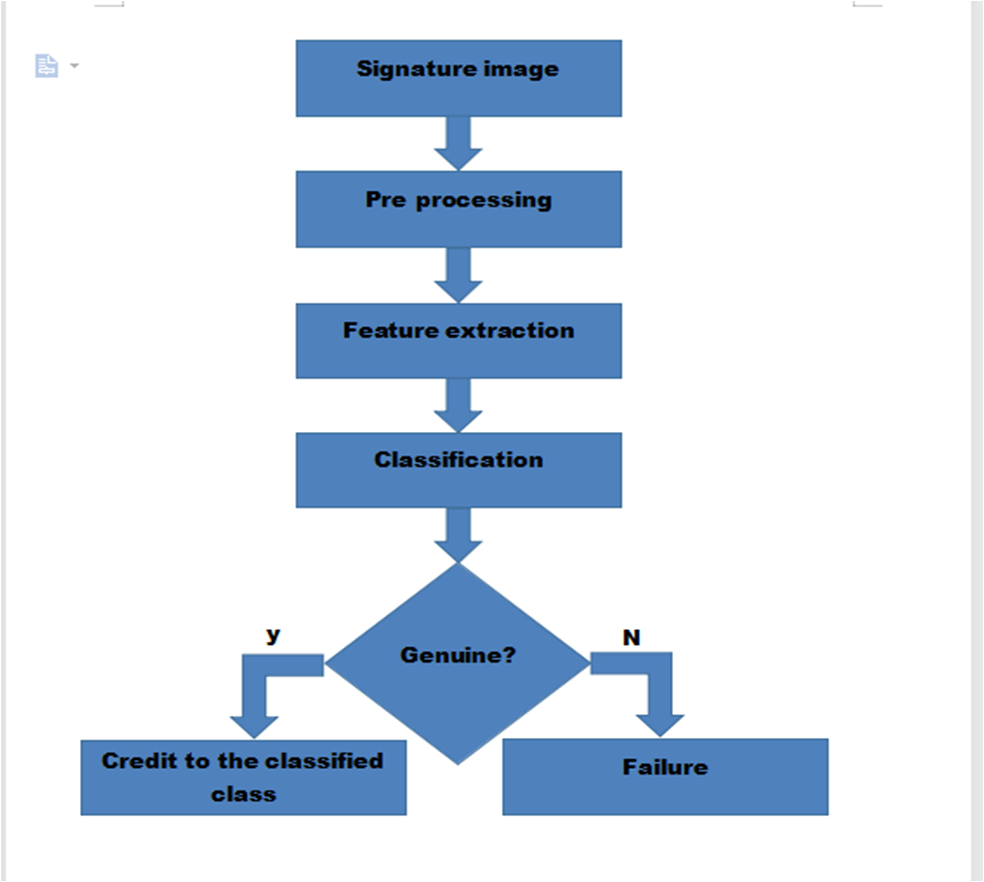 Signature image
Pre processing
Feature extraction
Classification
Genuine?
y
N
Credit to the classified
class
Failure